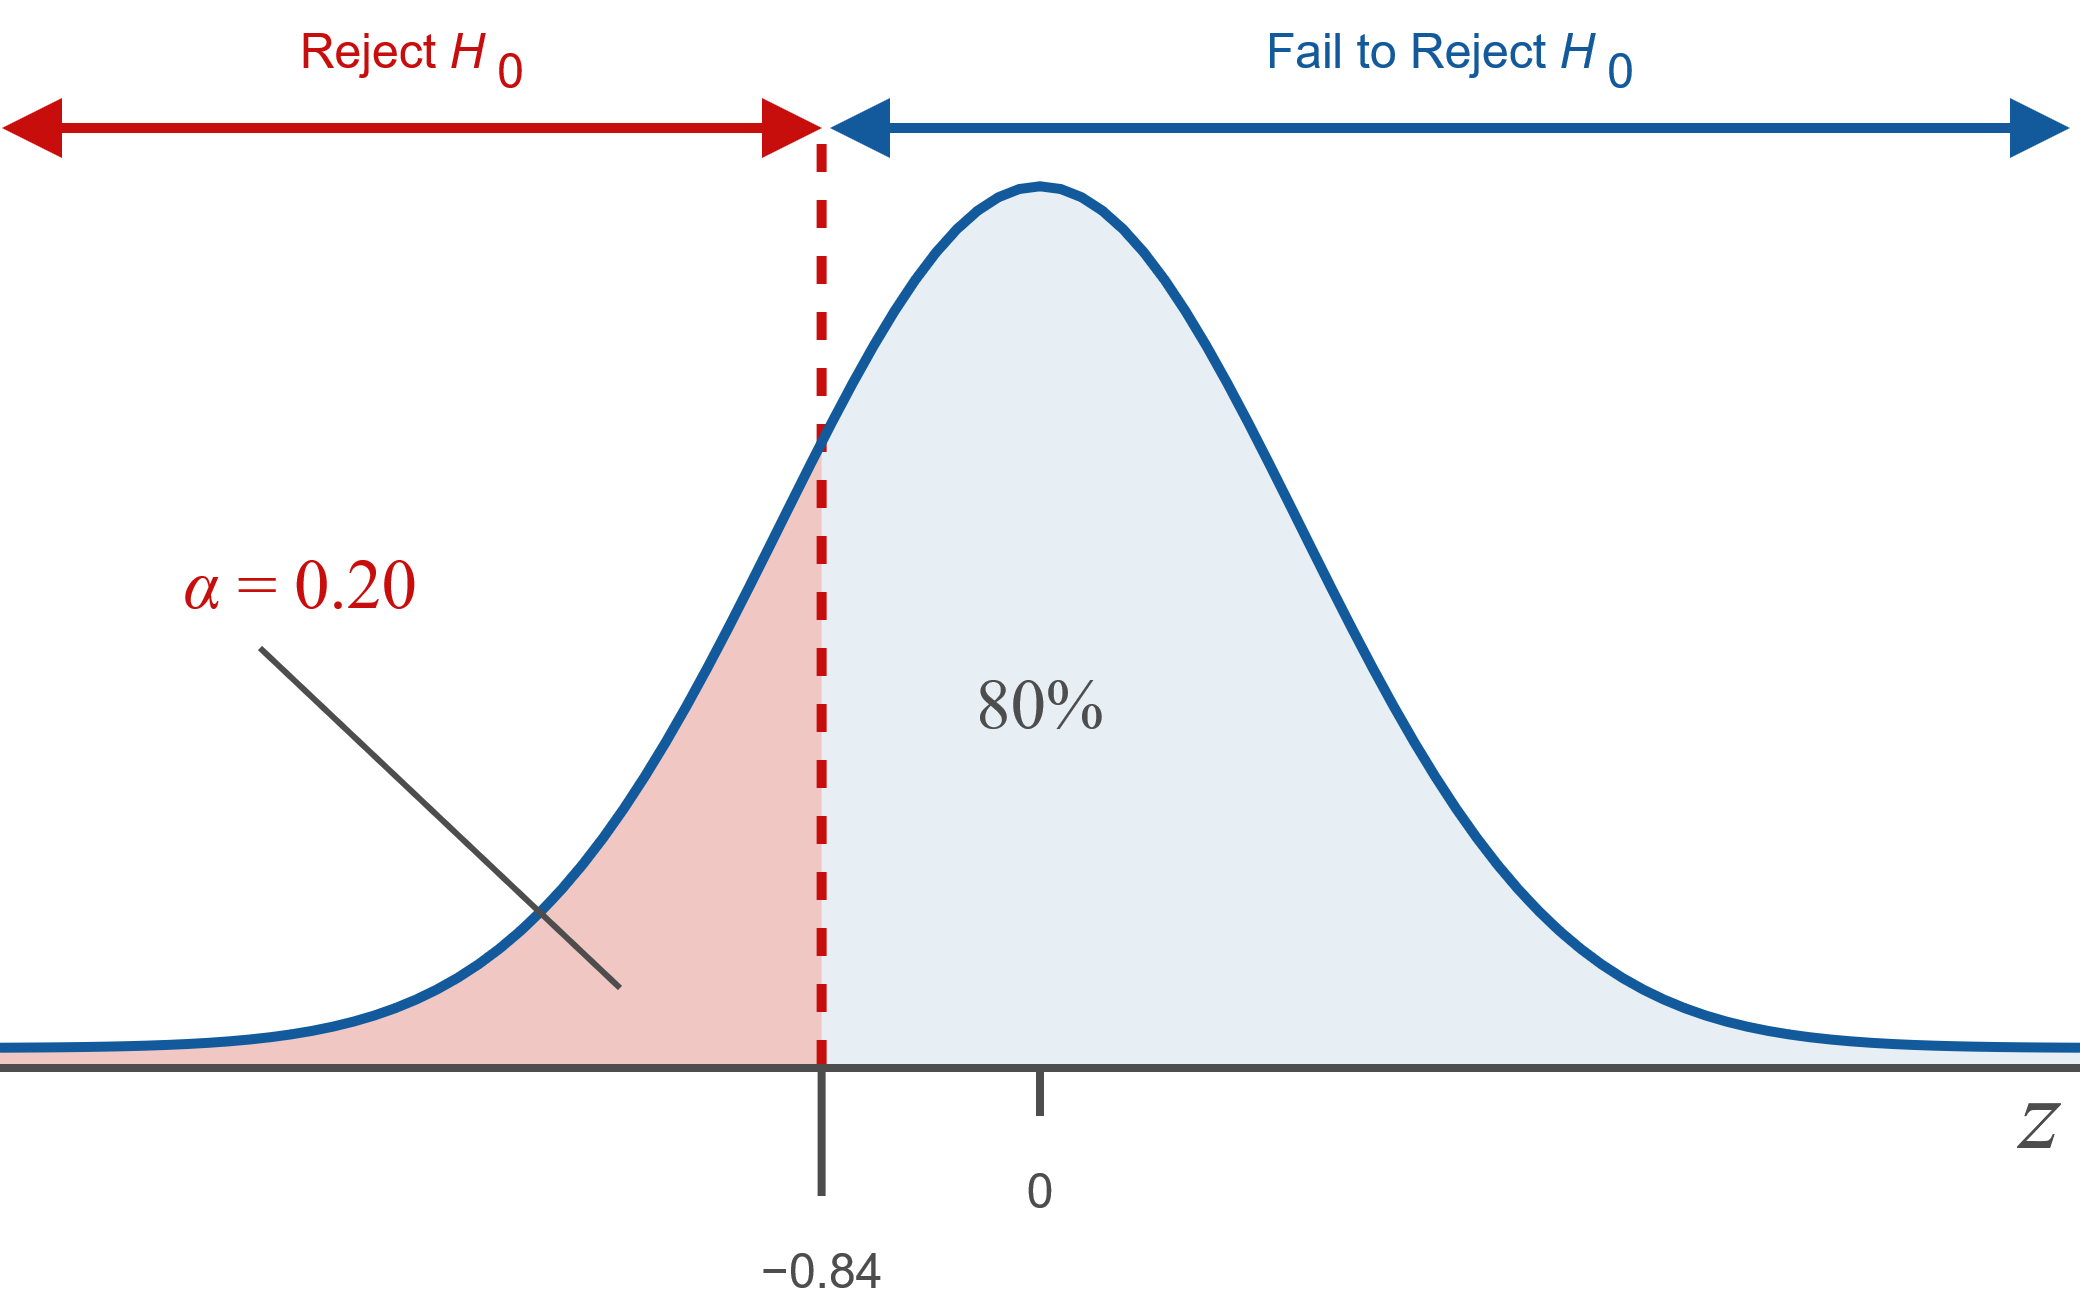 Reject H 0
Fail to Reject H 0
α = 0.20
80%
z
0
−0.84